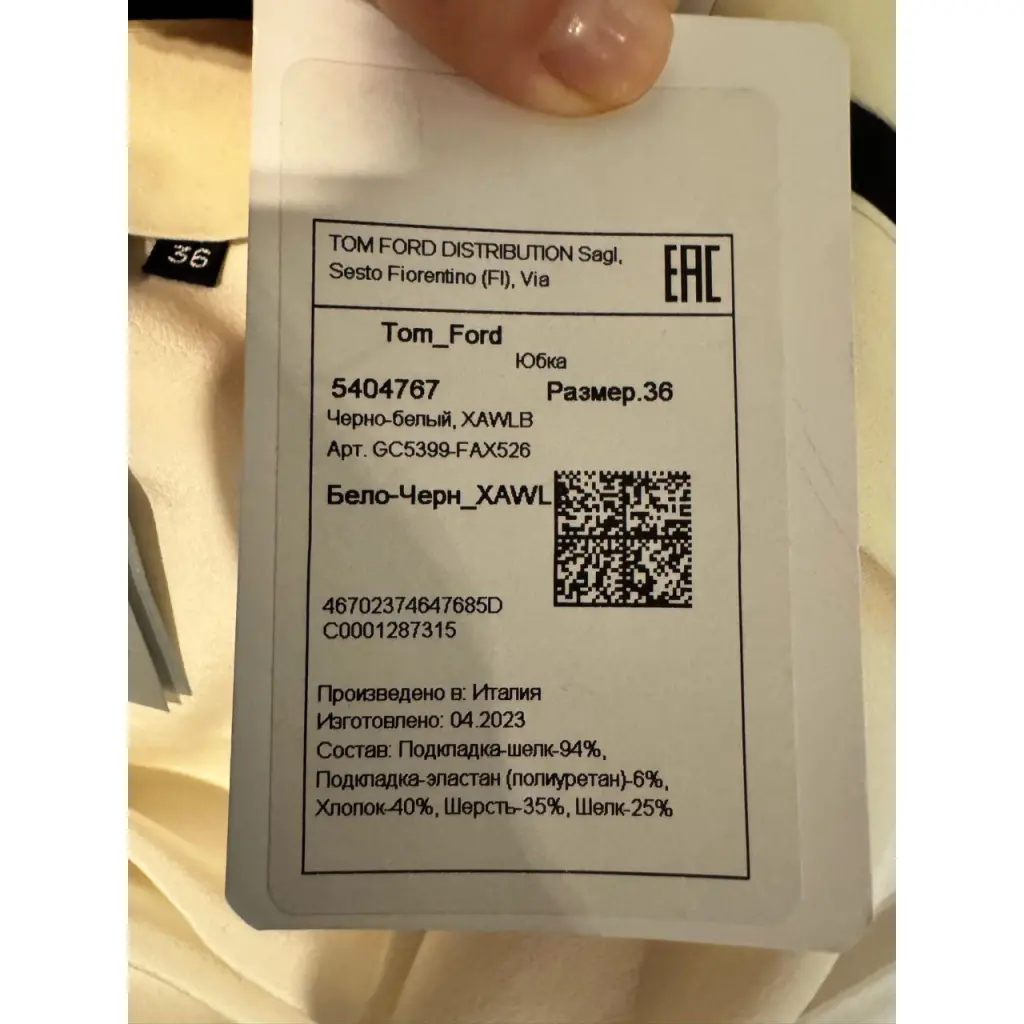 36
TOM FORD DISTRIBUTION Sagl,
Sesto Fiorentino (FI), Via
EAC
Tom_Ford
Юбка
5404767 Размер.36
Черно-белый, XAWLB
Арт. GC5399-FAX526
Бело-Черн_XAWL
46702374647685D
C0001287315
Произведено в: Италия
Изготовлено: 04.2023
Состав: Подкладка-шелк-94%,
Подкладка-эластан (полиуретан)-6%,
Хлопок-40%, Шерсть-35%, Шелк-25%